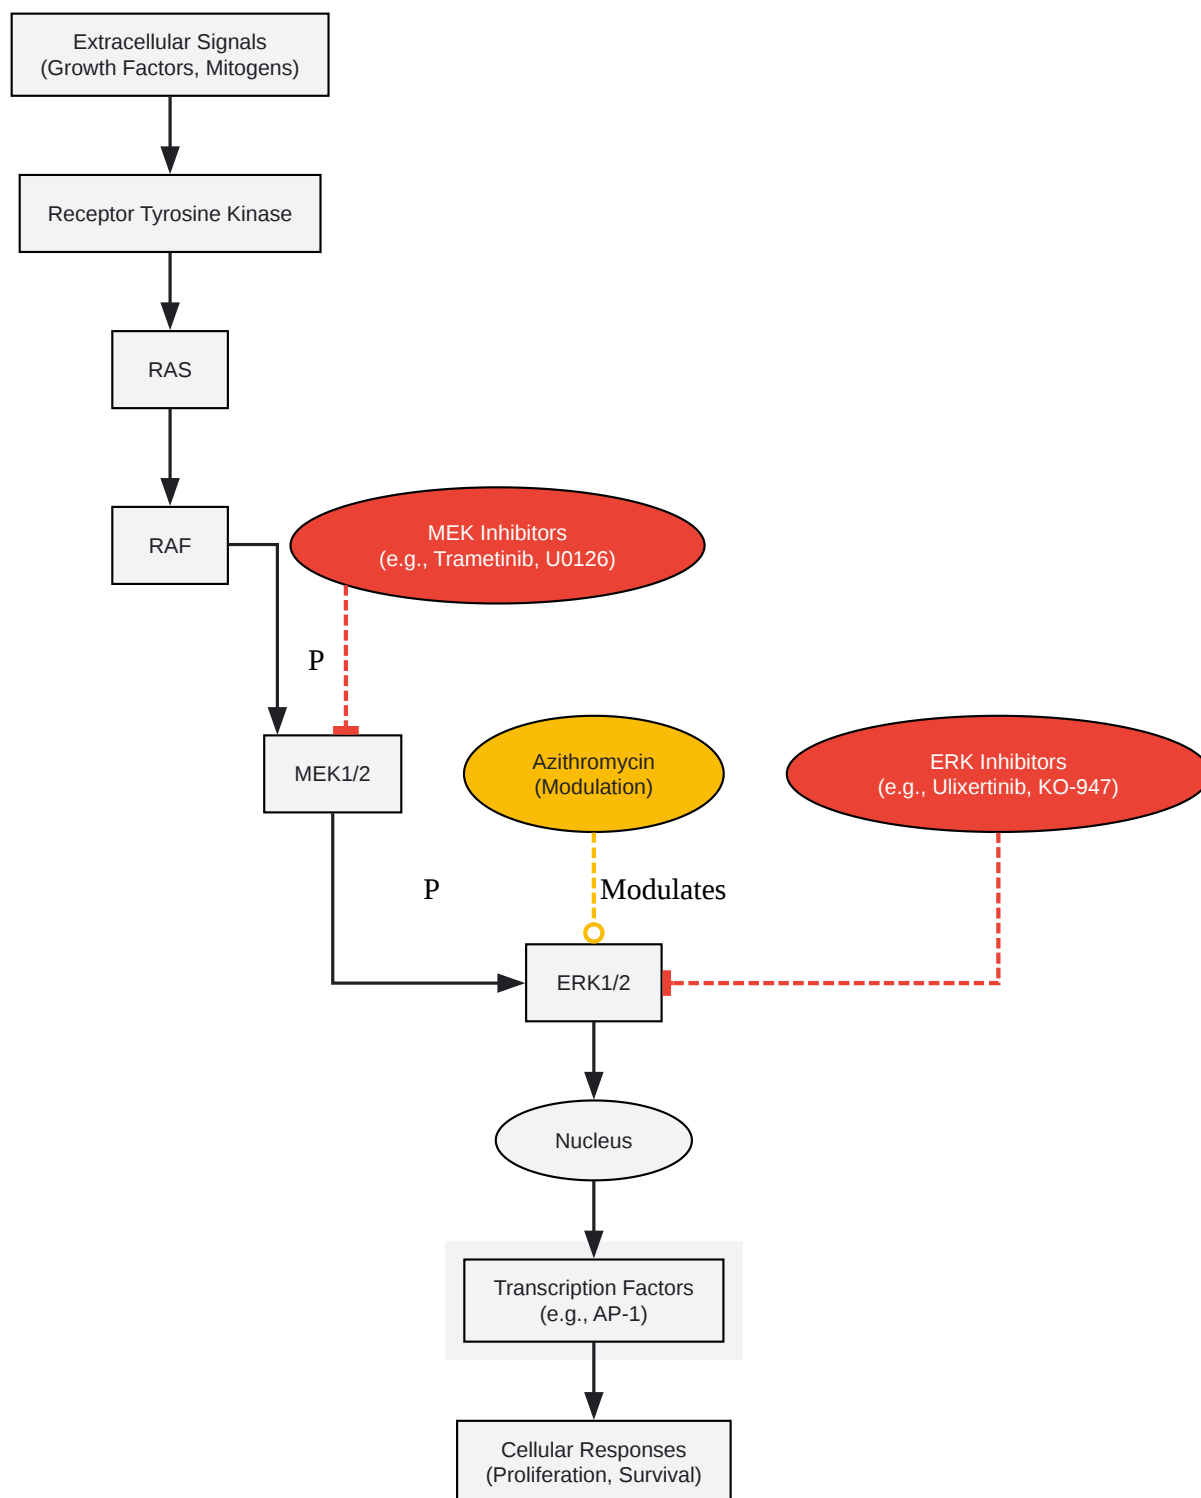 Extracellular Signals
(Growth Factors, Mitogens)
Receptor Tyrosine Kinase
RAS
RAF
MEK Inhibitors
(e.g., Trametinib, U0126)
P
MEK1/2
Azithromycin
(Modulation)
ERK Inhibitors
(e.g., Ulixertinib, KO-947)
P
Modulates
ERK1/2
Nucleus
Transcription Factors
(e.g., AP-1)
Cellular Responses
(Proliferation, Survival)